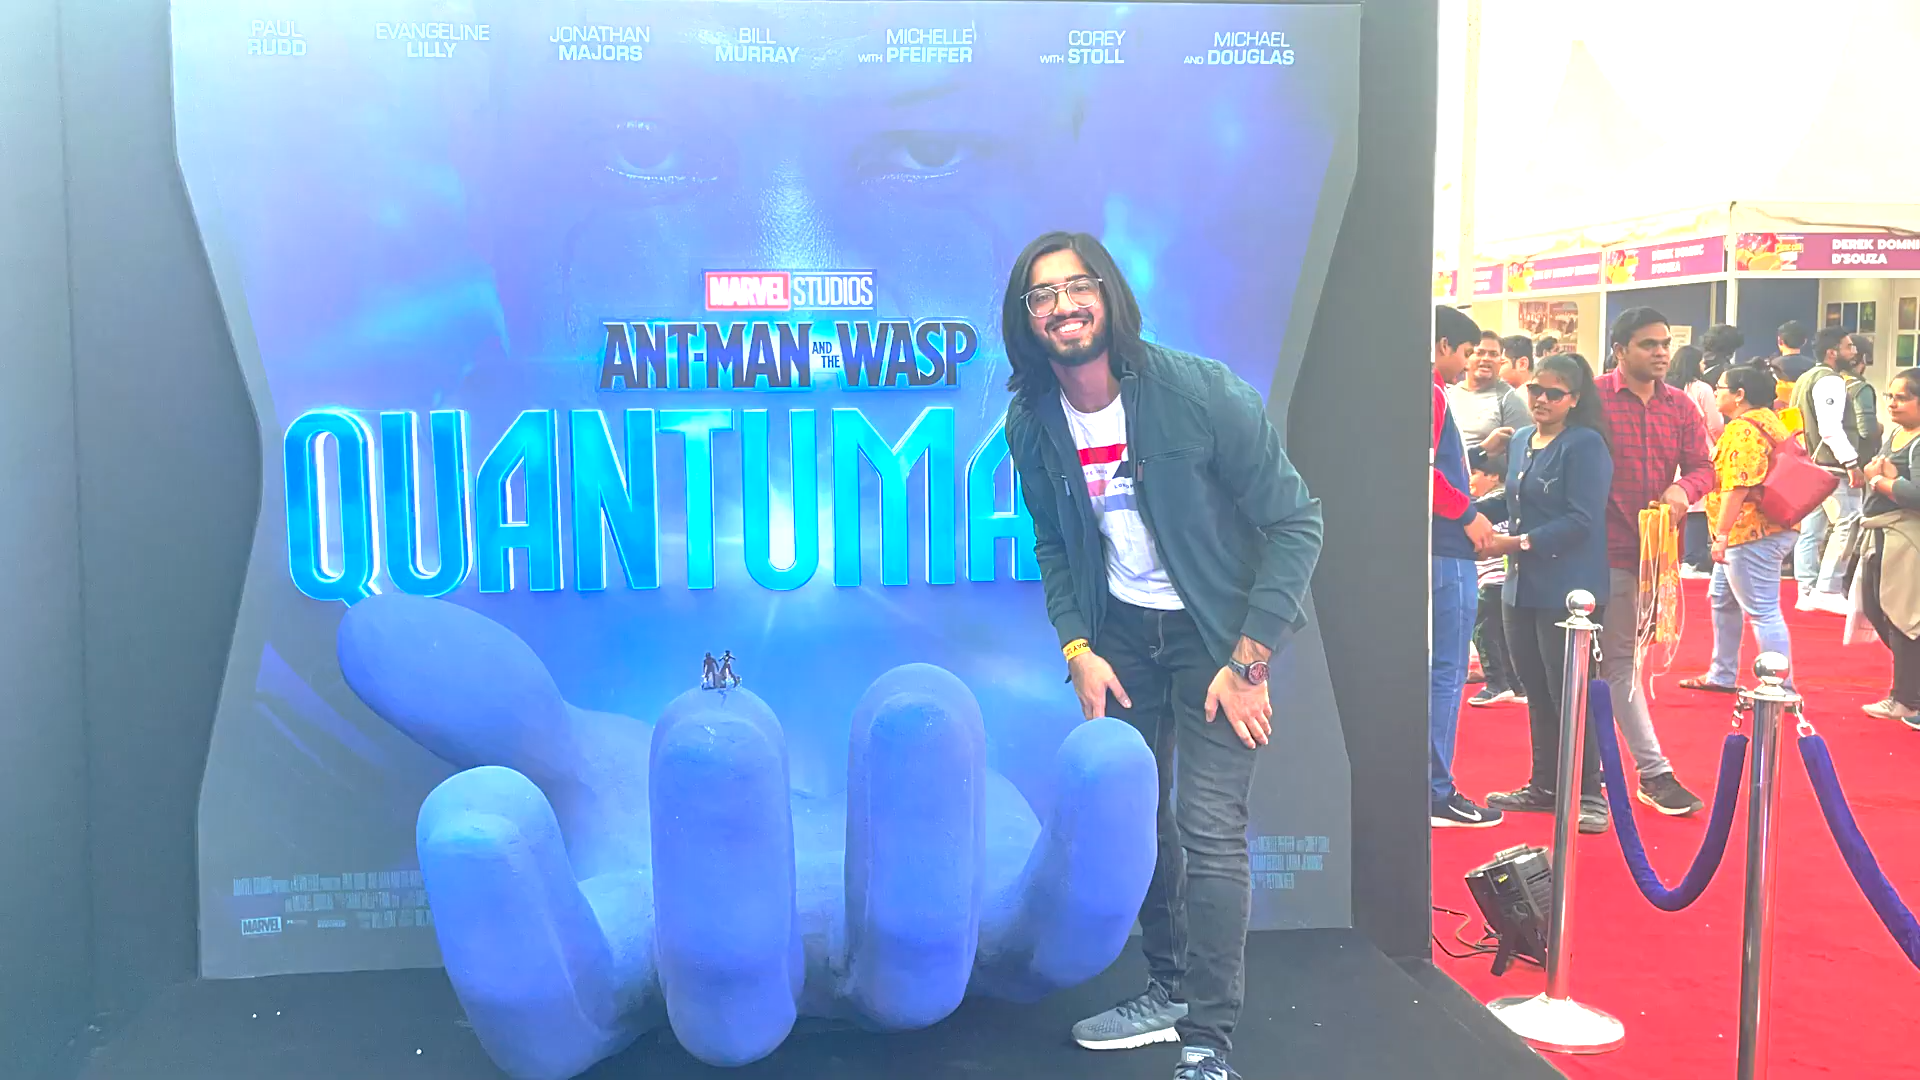 PAUL
RUDD
EVANGELINE
LILLY
JONATHAN
MAJORS
BILL
MURRAY
MICHELLE
WITH PFEIFFER
COREY
WITH STOLL
MICHAEL
AND DOUGLAS
MARVEL STUDIOS
ANT-MAN AND THE WASP
QUANTUMA
MARVEL
DEREK DOMNI
D'SOUZA